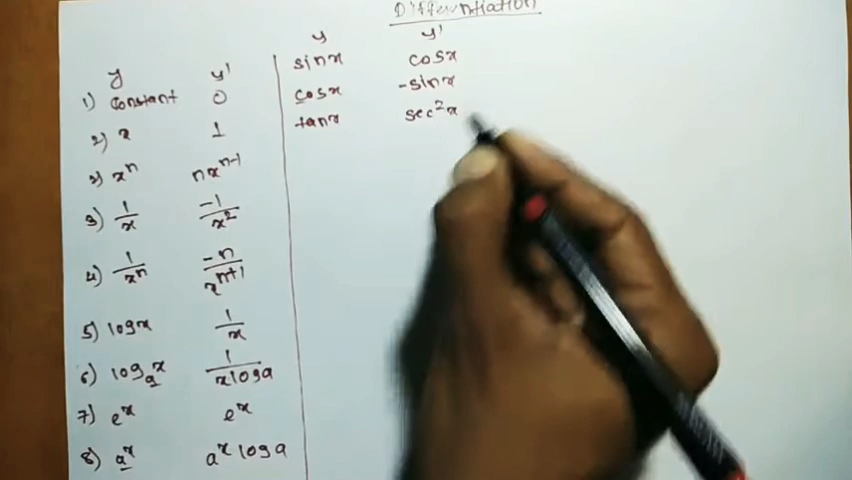 Differentiation
y y'
1) Constant 0
2) x 1
3) xⁿ nxⁿ⁻¹
3) 1/x -1/x²
4) 1/xⁿ -n/xⁿ⁺¹
5) logx 1/x
6) logₐx 1/xloga
7) eˣ eˣ
8) aˣ aˣ loga
y y'
sinx cosx
cosx -sinx
tanx sec²x